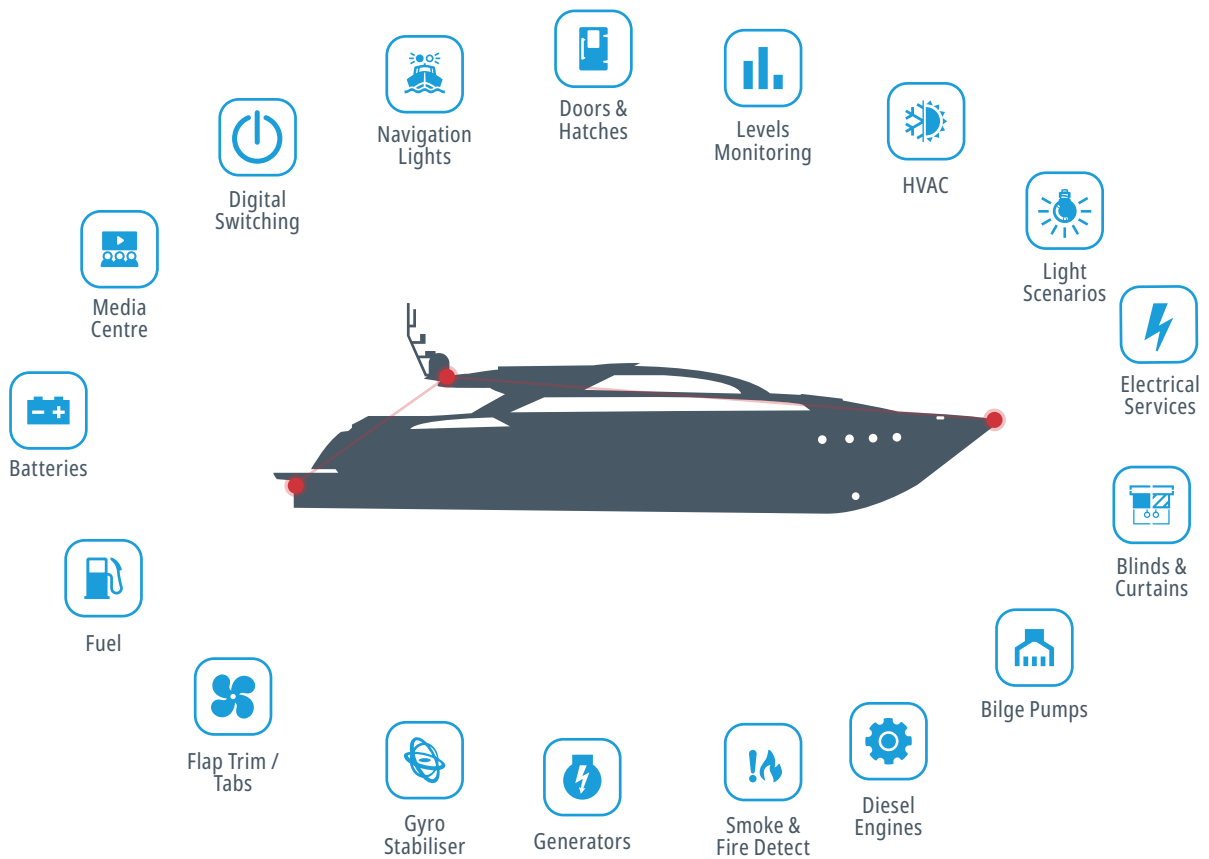 Doors &
Hatches
Navigation
Lights
Levels
Monitoring
HVAC
Digital
Switching
Light
Scenarios
Media
Centre
Electrical
Services
Batteries
Blinds &
Curtains
Fuel
Bilge Pumps
Flap Trim /
Tabs
Gyro
Stabiliser
Generators
Smoke &
Fire Detect
Diesel
Engines